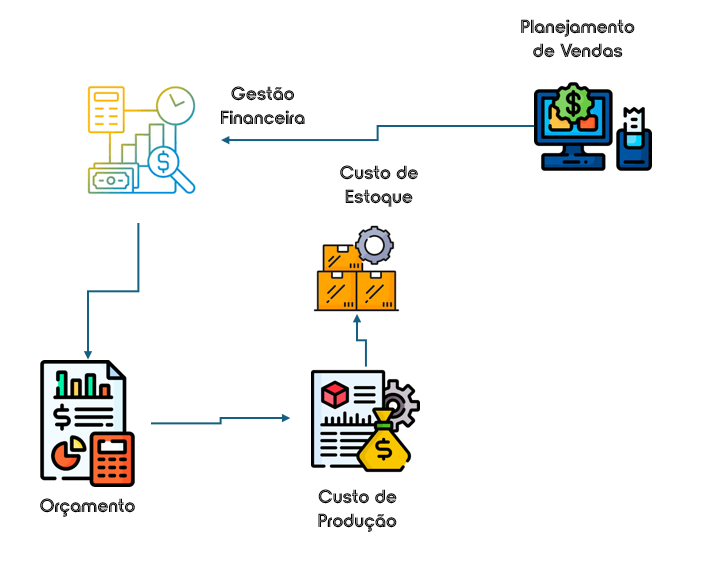 Planejamento
de Vendas
Gestão
Financeira
Custo de
Estoque
Orçamento
Custo de
Produção